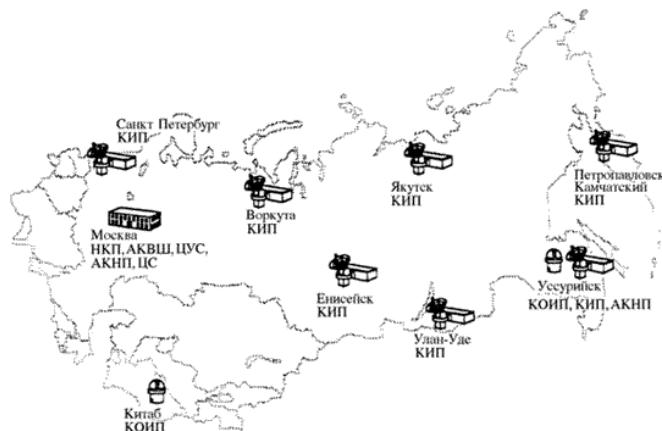 Санкт Петербург
КИП
Якутск
КИП
Петропавловск
Камчатский
КИП
Воркута
КИП
Москва
НКП, АКВШ, ЦУС,
АКНП, ЦС
Енисейск
КИП
Уссурийск
КОИП, КИП, АКНП
Улан-Уде
КИП
Китаб
КОИП